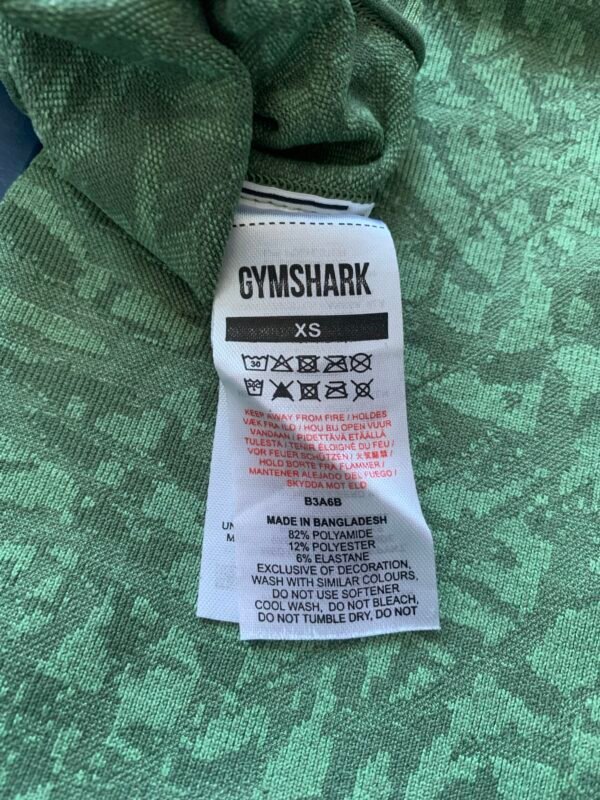 GYMSHARK
XS
30
KEEP AWAY FROM FIRE / HOLDES
VÆK FRA ILD / HOU BIJ OPEN VUUR
VANDAAN / PIDETTÄVÄ ETÄÄLLÄ
TULESTA / TENIR ÉLOIGNÉ DU FEU /
VOR FEUER SCHÜTZEN /
HOLD BORTE FRA FLAMMER /
MANTENER ALEJADO DEL FUEGO /
SKYDDA MOT ELD
B3A6B
MADE IN BANGLADESH
82% POLYAMIDE
12% POLYESTER
6% ELASTANE
EXCLUSIVE OF DECORATION,
WASH WITH SIMILAR COLOURS,
DO NOT USE SOFTENER
COOL WASH, DO NOT BLEACH,
DO NOT TUMBLE DRY, DO NOT
UN
M